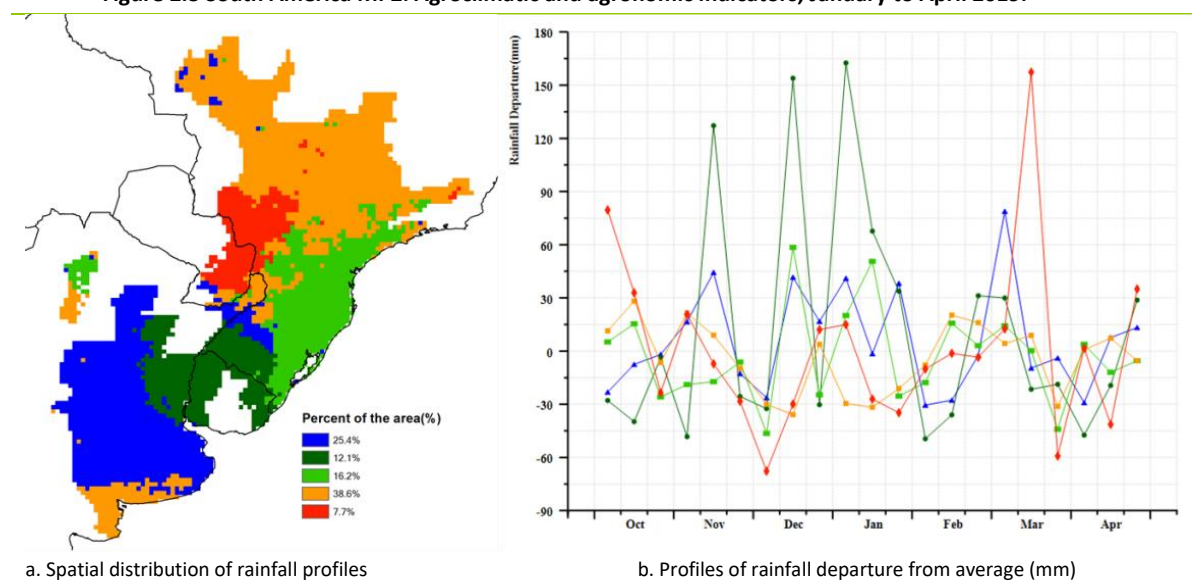 Figure 2.3 South America MPZ: Agroclimatic and agronomic indicators, January to April 2019.
180
150
120
90
60
30
0
-30
-60
-90
Rainfall Departure(mm)
Oct Nov Dec Jan Feb Mar Apr
Percent of the area(%)
25.4%
12.1%
16.2%
38.6%
7.7%
a. Spatial distribution of rainfall profiles
b. Profiles of rainfall departure from average (mm)